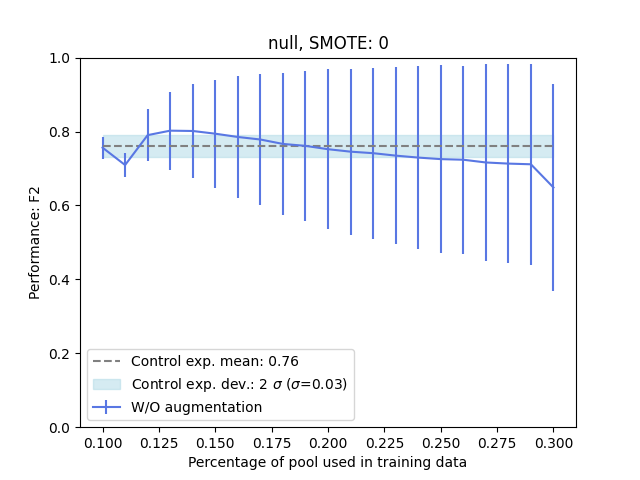 null, SMOTE: 0
1.0
0.8
0.6
0.4
0.2
0.0
Performance: F2
Control exp. mean: 0.76
Control exp. dev.: 2 σ (σ=0.03)
W/O augmentation
0.100 0.125 0.150 0.175 0.200 0.225 0.250 0.275 0.300
Percentage of pool used in training data